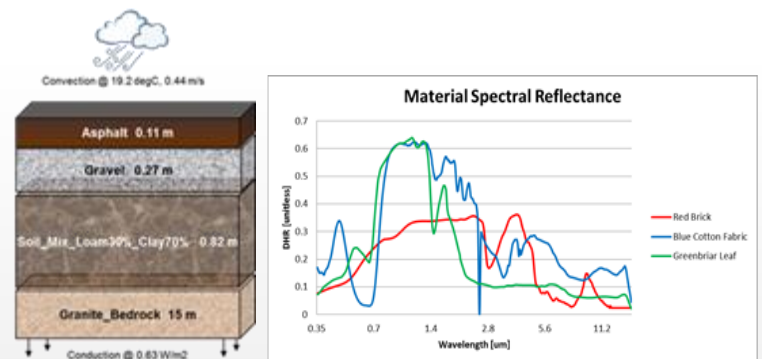 Convection @ 19.2 degC, 0.44 m/s
Asphalt 0.11 m
Gravel 0.27 m
Soil_Mix_Loam30%_Clay70% 0.82 m
Granite_Bedrock 15 m
Conduction @ 0.63 W/m2
Material Spectral Reflectance
DHR [unitless]
0.7
0.6
0.5
0.4
0.3
0.2
0.1
0
0.35 0.7 1.4 2.8 5.6 11.2
Wavelength [um]
Red Brick
Blue Cotton Fabric
Greenbriar Leaf